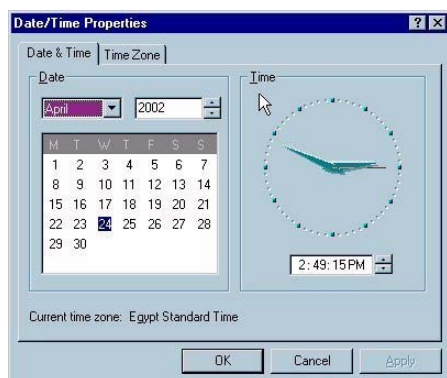 Date/Time Properties
Date & Time
Time Zone
Date
April
2002
M T W T F S S
1 2 3 4 5 6 7
8 9 10 11 12 13 14
15 16 17 18 19 20 21
22 23 24 25 26 27 28
29 30
Time
2:49:15 PM
Current time zone: Egypt Standard Time
OK
Cancel
Apply